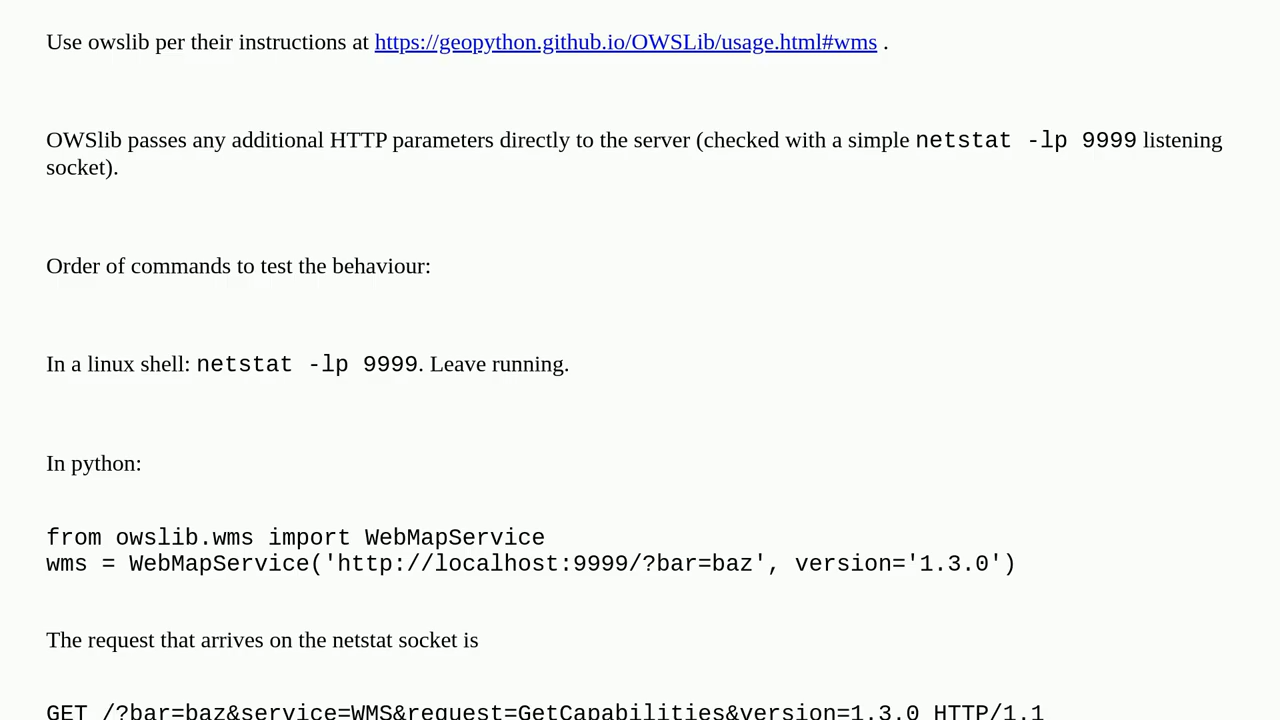 Use owslib per their instructions at https://geopython.github.io/OWSLib/usage.html#wms .
OWSlib passes any additional HTTP parameters directly to the server (checked with a simple netstat -lp 9999 listening
socket).
Order of commands to test the behaviour:
In a linux shell: netstat -lp 9999. Leave running.
In python:
from owslib.wms import WebMapService
wms = WebMapService('http://localhost:9999/?bar=baz', version='1.3.0')
The request that arrives on the netstat socket is
GET /?bar=baz&service=WMS&request=GetCapabilities&version=1.3.0 HTTP/1.1